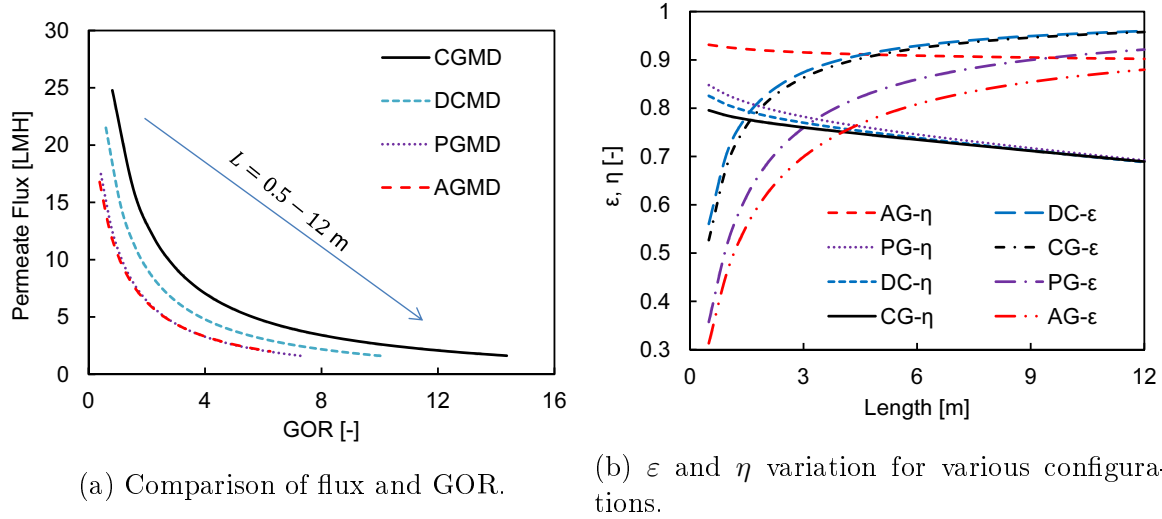 30
25
20
15
10
5
0
Permeate Flux [LMH]
CGMD
DCMD
PGMD
AGMD
L = 0.5 − 12 m
0 4 8 12 16
GOR [-]
(a) Comparison of flux and GOR.
1
0.9
0.8
0.7
0.6
0.5
0.4
0.3
ε, η [-]
AG-η DC-ε
PG-η CG-ε
DC-η PG-ε
CG-η AG-ε
0 3 6 9 12
Length [m]
(b) ε and η variation for various configura-
tions.